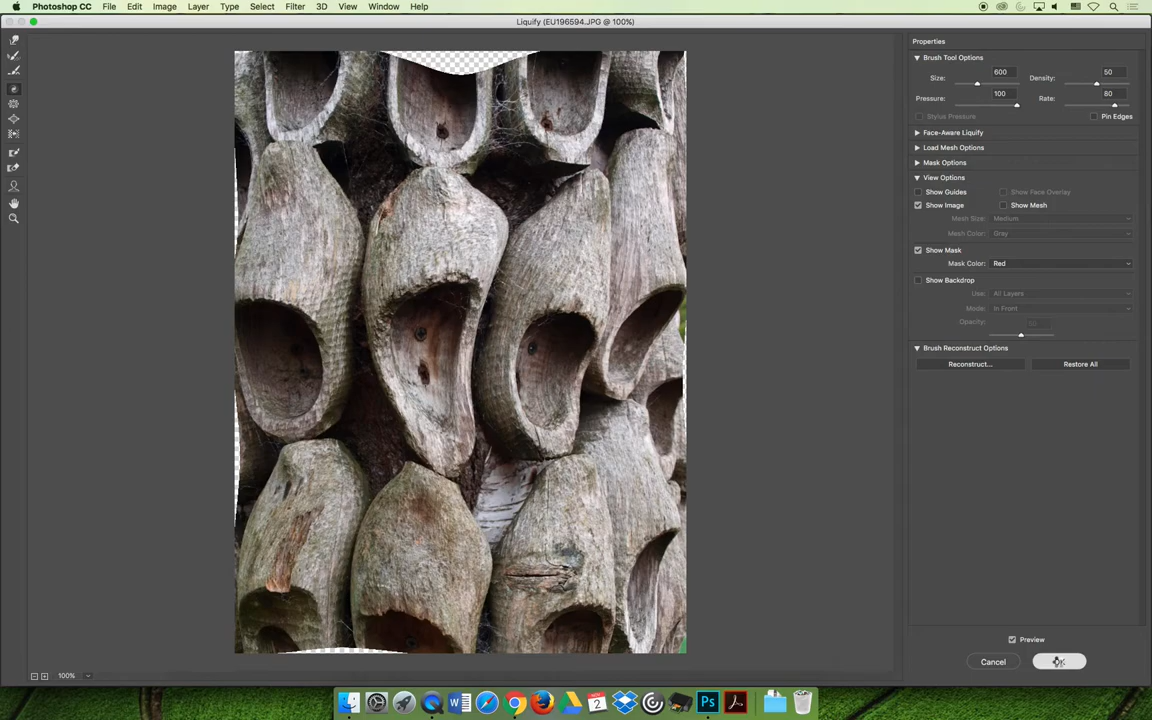 Photoshop CC File Edit Image Layer Type Select Filter 3D View Window Help
Liquify (EU196594.JPG @ 100%)
Properties
Brush Tool Options
Size: 600 Density: 50
Pressure: 100 Rate: 80
Stylus Pressure Pin Edges
Face-Aware Liquify
Load Mesh Options
Mask Options
View Options
Show Guides Show Face Overlay
Show Image Show Mesh
Mesh Size: Medium
Mesh Color: Gray
Show Mask
Mask Color: Red
Show Backdrop
Use: All Layers
Mode: In Front
Opacity:
Brush Reconstruct Options
Reconstruct... Restore All
Preview
Cancel
100%
NOV
2
Ps